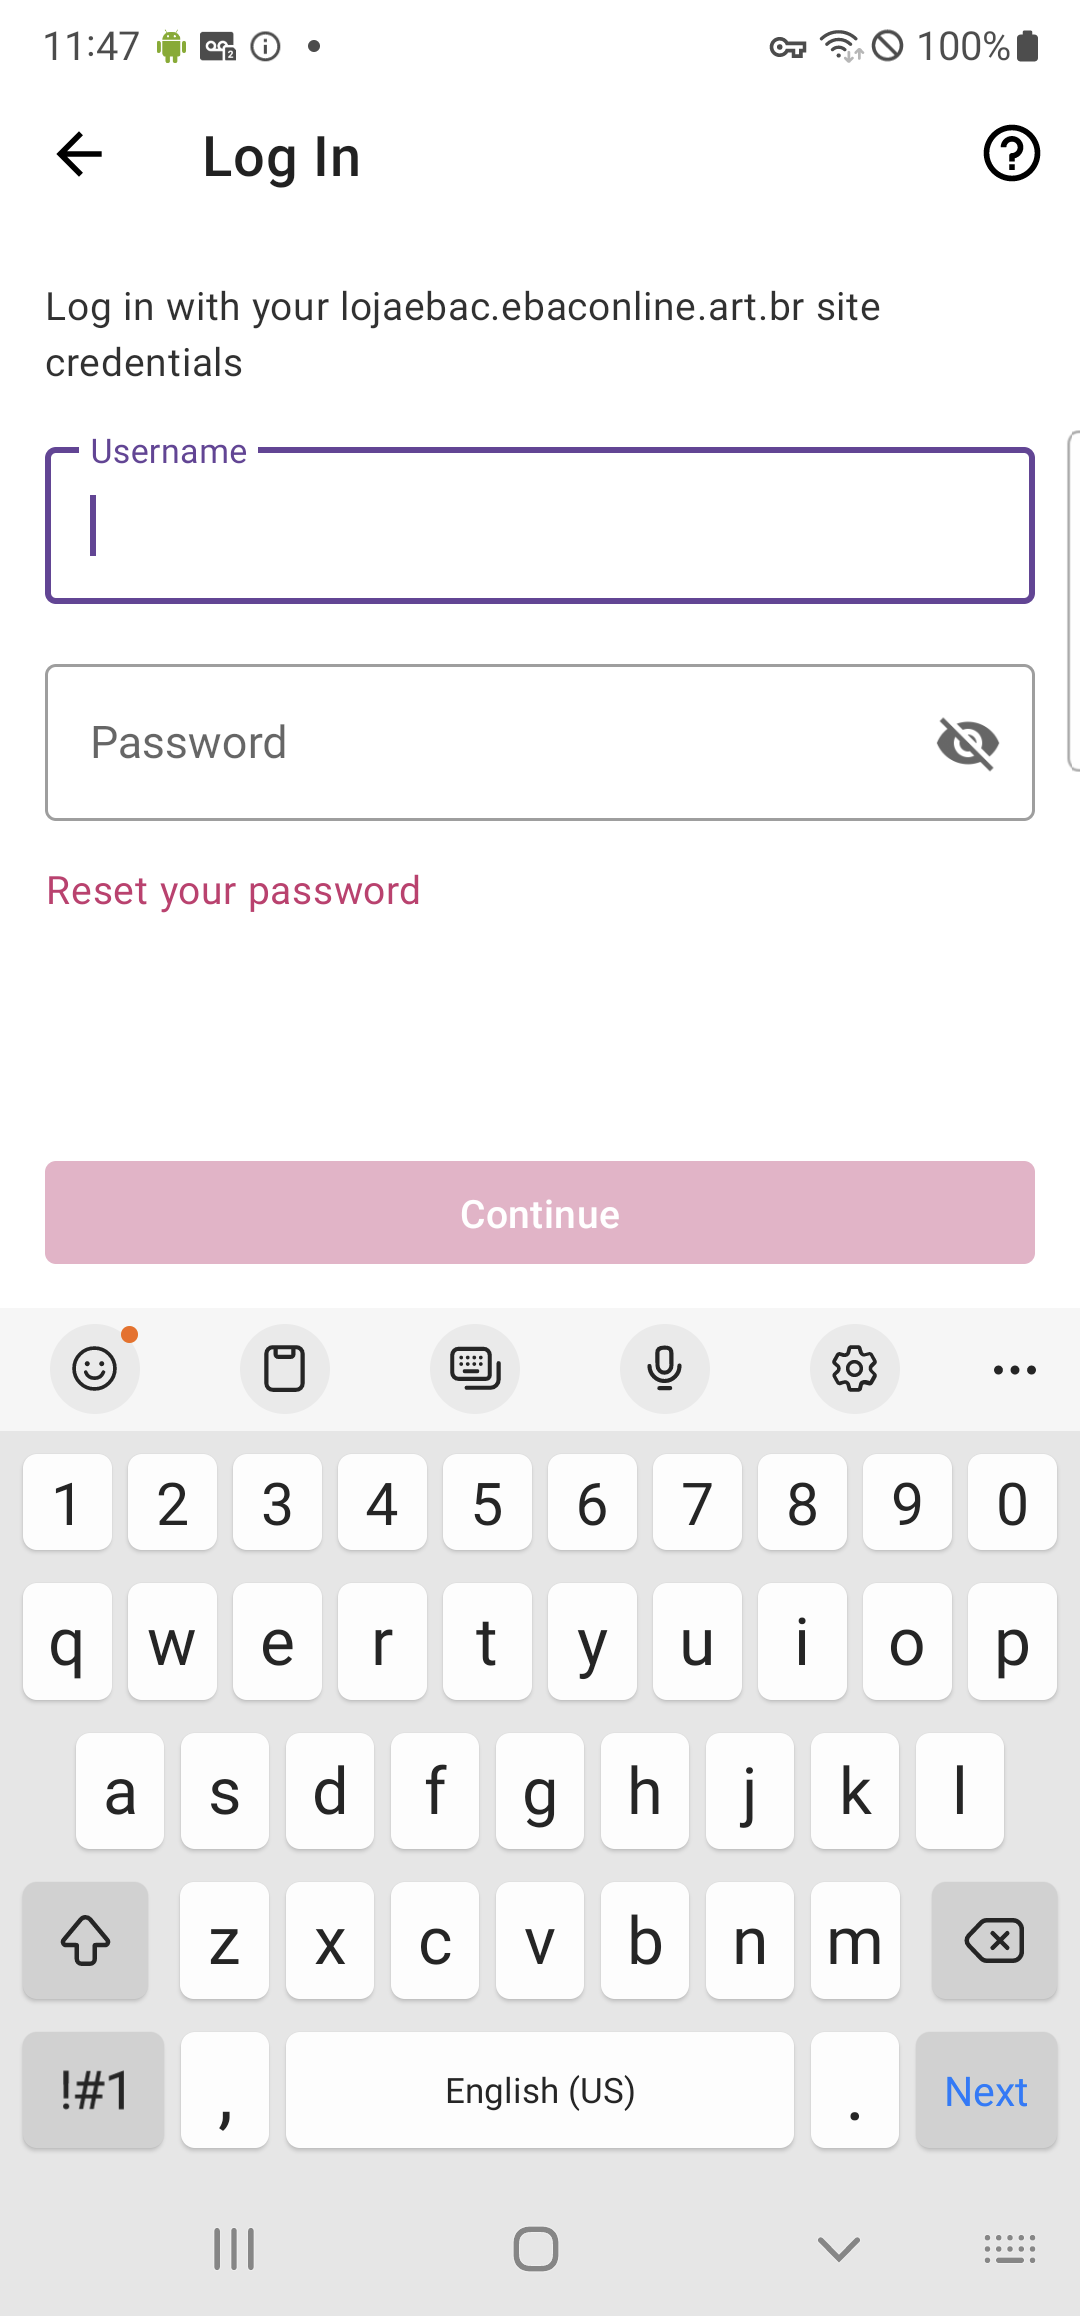 11:47 2 100%
Log In
Log in with your lojaebac.ebaconline.art.br site
credentials
Username
Password
Reset your password
Continue
1 2 3 4 5 6 7 8 9 0
q w e r t y u i o p
a s d f g h j k l
z x c v b n m
!#1 , English (US) . Next